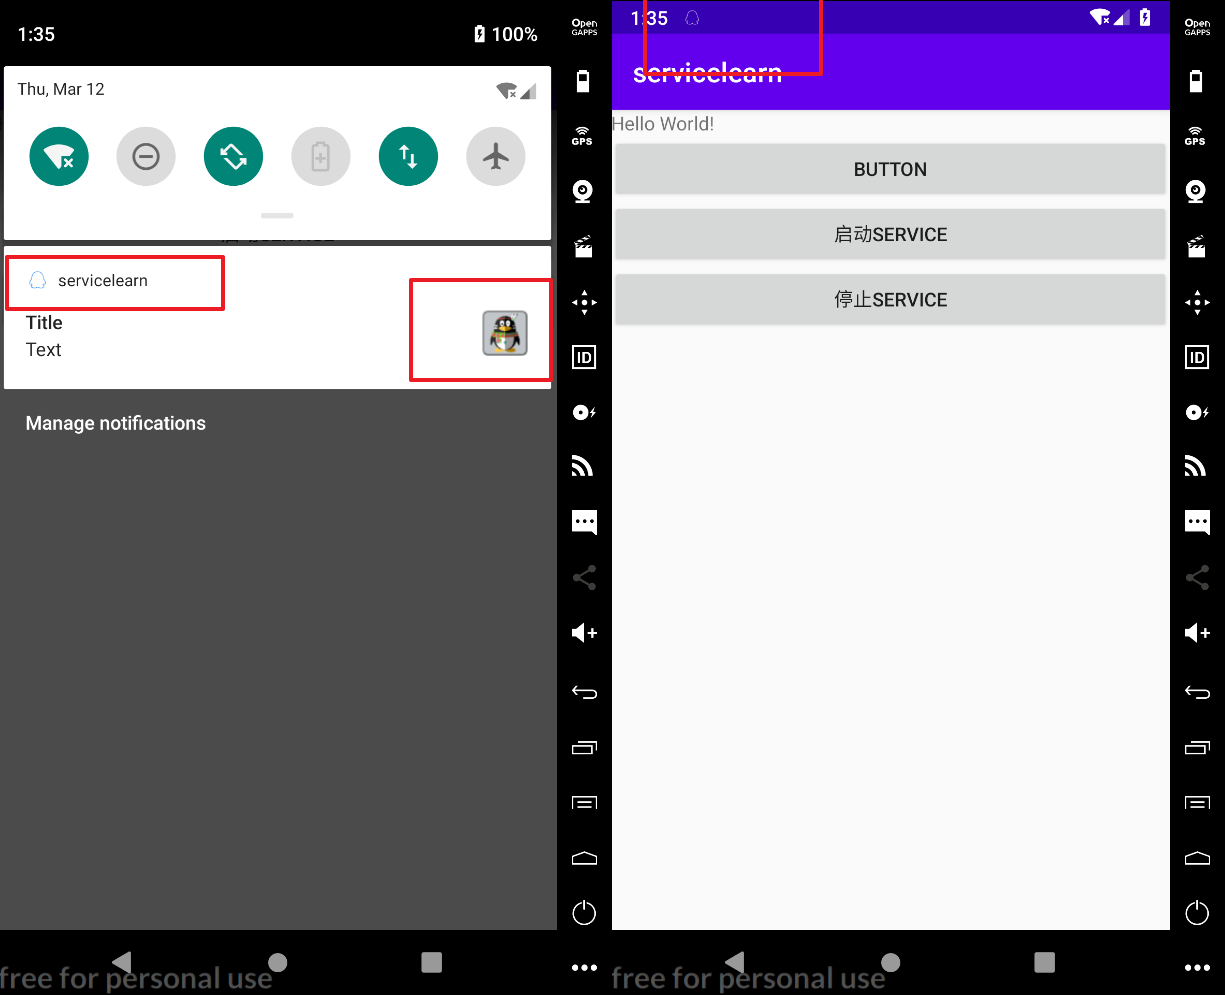 1:35
100%
Thu, Mar 12
servicelearn
Title
Text
Manage notifications
free for personal use
Open
GAPPS
GPS
ID
1:35
servicelearn
Hello World!
BUTTON
启动SERVICE
停止SERVICE
free for personal use
Open
GAPPS
GPS
ID